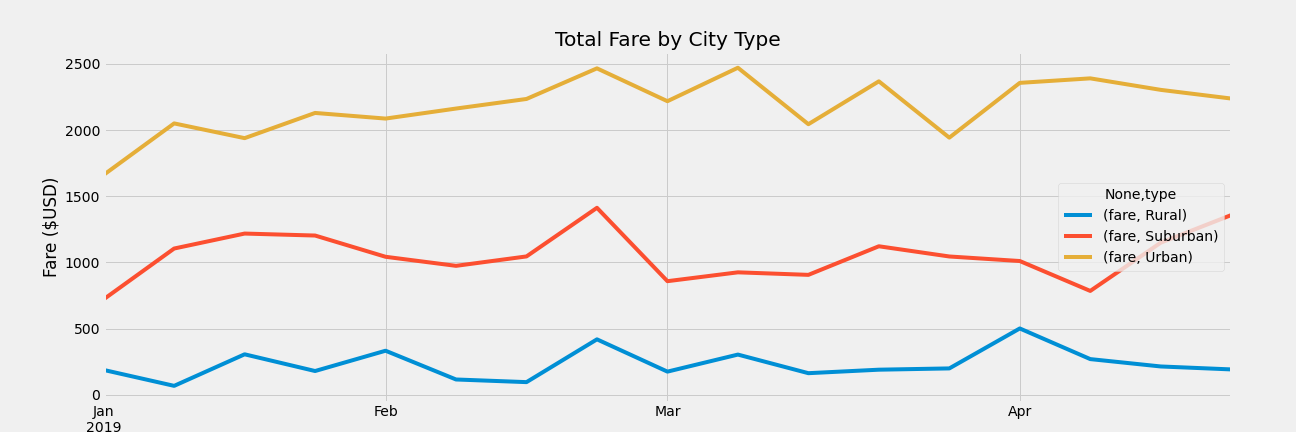 Total Fare by City Type
Fare ($USD)
2500
2000
1500
1000
500
0
None,type
(fare, Rural)
(fare, Suburban)
(fare, Urban)
Jan
2019
Feb
Mar
Apr